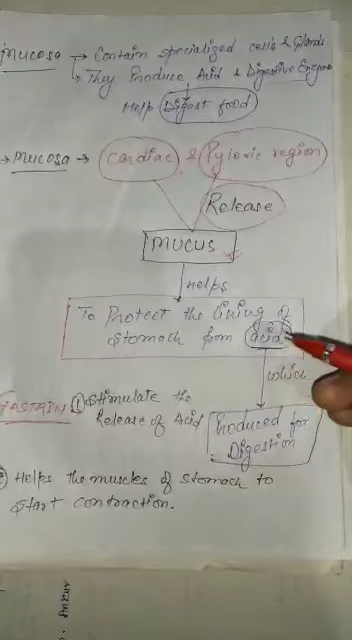 Mucosa → Contain specialized cells & Glands.
↳ They Produce Acid & Digestive Enzyme
Help Digest food
→ Mucosa → Cardiac & Pyloric region
Release
MUCUS
Helps
To Protect the lining of
stomach form acid
which
GASTRIN ① Stimulate the
Release of Acid
Produced for
Digestion
② Helps the muscles of stomach to
start contraction.